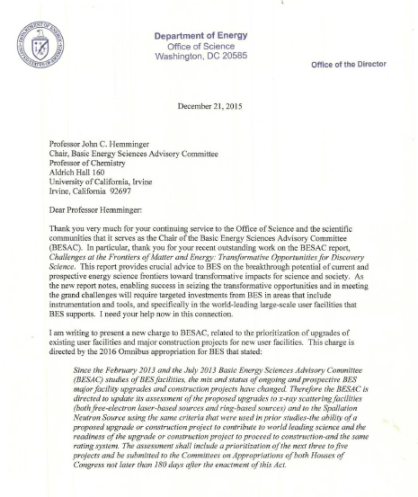 Department of Energy
Office of Science
Washington, DC 20585
Office of the Director
December 21, 2015
Professor John C. Hemminger
Chair, Basic Energy Sciences Advisory Committee
Professor of Chemistry
Aldrich Hall 160
University of California, Irvine
Irvine, California 92697
Dear Professor Hemminger:
Thank you very much for your continuing service to the Office of Science and the scientific
communities that it serves as the Chair of the Basic Energy Sciences Advisory Committee
(BESAC). In particular, thank you for your recent outstanding work on the BESAC report,
Challenges at the Frontiers of Matter and Energy: Transformative Opportunities for Discovery
Science. This report provides crucial advice to BES on the breakthrough potential of current and
prospective energy science frontiers toward transformative impacts for science and society. As
the new report notes, enabling success in seizing the transformative opportunities and in meeting
the grand challenges will require targeted investments from BES in areas that include
instrumentation and tools, and specifically in the world-leading large-scale user facilities that
BES supports. I need your help now in this connection.
I am writing to present a new charge to BESAC, related to the prioritization of upgrades of
existing user facilities and major construction projects for new user facilities. This charge is
directed by the 2016 Omnibus appropriation for BES that stated:
Since the February 2013 and the July 2013 Basic Energy Sciences Advisory Committee
(BESAC) studies of BES facilities, the mix and status of ongoing and prospective BES
major facility upgrades and construction projects have changed. Therefore the BESAC is
directed to update its assessment of the proposed upgrades to x-ray scattering facilities
(both free-electron laser-based sources and ring-based sources) and to the Spallation
Neutron Source using the same criteria that were used in prior studies-the ability of a
proposed upgrade or construction project to contribute to world leading science and the
readiness of the upgrade or construction project to proceed to construction-and the same
rating system. The assessment shall include a prioritization of the next three to five
projects and be submitted to the Committee on Appropriations of both Houses of
Congress not later than 180 days after the enactment of this Act.